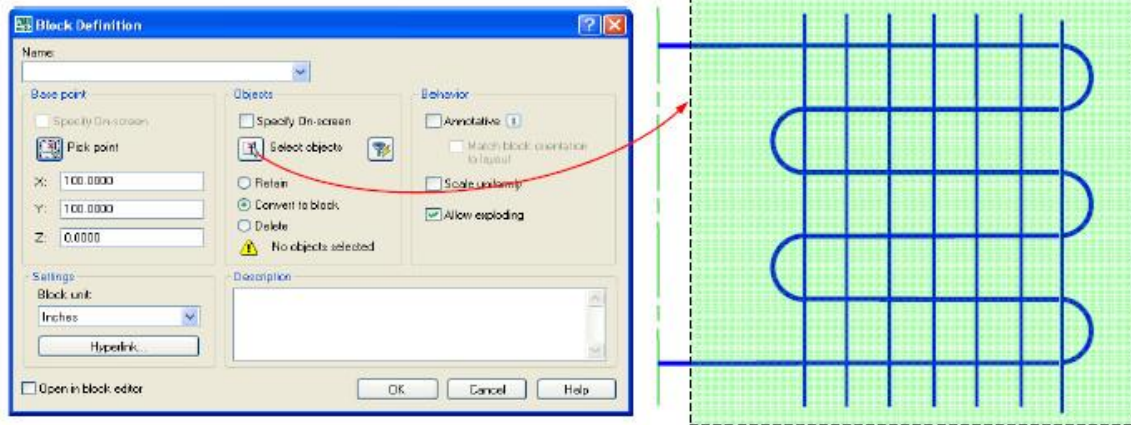 Block Definition
Name:
Base point
Specify On-screen
Pick point
X: 100.0000
Y: 100.0000
Z: 0.0000
Objects
Specify On-screen
Select objects
Retain
Convert to block
Delete
No objects selected
Behavior
Annotative
Match block orientation
to layout
Scale uniformly
Allow exploding
Settings
Block unit:
Inches
Hyperlink...
Description
Open in block editor
OK
Cancel
Help